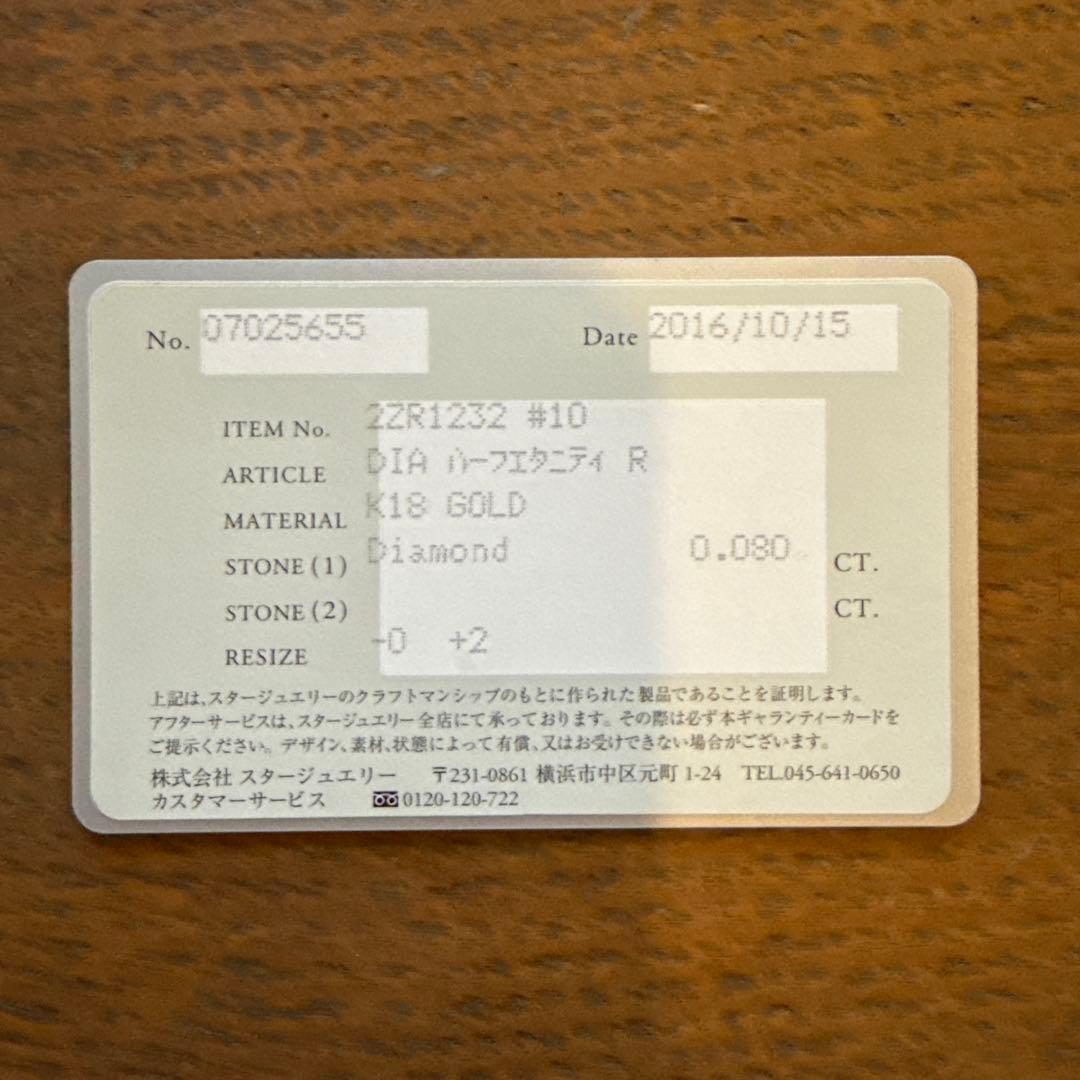 No. 07025655 Date 2016/10/15
ITEM No. 2ZR1232 #10
ARTICLE DIA ハーフエタニティ R
MATERIAL K18 GOLD
STONE(1) Diamond 0.080 CT.
STONE(2) CT.
RESIZE -0 +2
上記は、スタージュエリーのクラフトマンシップのもとに作られた製品であることを証明します。
アフターサービスは、スタージュエリー全店にて承っております。その際は必ず本ギャランティーカードを
ご提示ください。デザイン、素材、状態によって有償、又はお受けできない場合がございます。
株式会社 スタージュエリー 〒231-0861 横浜市中区元町 1-24 TEL.045-641-0650
カスタマーサービス 0120-120-722